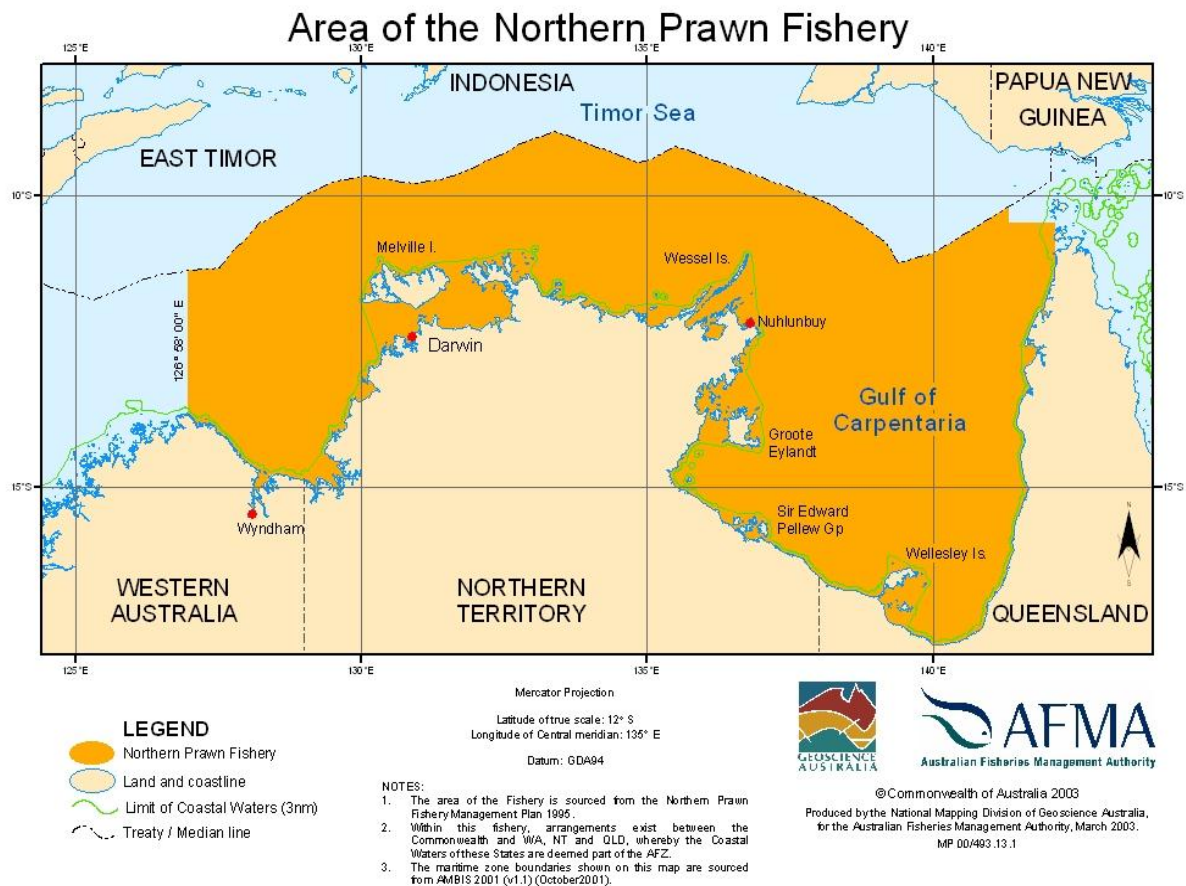 Area of the Northern Prawn Fishery
125°E
130°E
135°E
140°E
INDONESIA
PAPUA NEW
GUINEA
Timor Sea
EAST TIMOR
10°S
10°S
Melville I.
Wessel Is.
126° 58' 00" E
Nuhlunbuy
Darwin
Gulf of
Carpentaria
Groote
Eylandt
15°S
15°S
Wyndham
Sir Edward
Pellew Gp
N
S
Wellesley Is.
WESTERN
AUSTRALIA
NORTHERN
TERRITORY
QUEENSLAND
125°E
130°E
135°E
140°E
LEGEND
Northern Prawn Fishery
Land and coastline
Limit of Coastal Waters (3nm)
Treaty / Median line
Mercator Projection
Latitude of true scale: 12° S
Longitude of Central meridian: 135° E
Datum: GDA94
NOTES:
1. The area of the Fishery is sourced from the Northern Prawn
Fishery Management Plan 1995.
2. Within this fishery, arrangements exist between the
Commonwealth and WA, NT and QLD, whereby the Coastal
Waters of these States are deemed part of the AFZ.
3. The maritime zone boundaries shown on this map are sourced
from AMBIS 2001 (v1.1) (October2001).
GEOSCIENCE
AUSTRALIA
AFMA
Australian Fisheries Management Authority
©Commonwealth of Australia 2003
Produced by the National Mapping Division of Geoscience Australia,
for the Australian Fisheries Management Authority, March 2003.
MP 00/493.13.1